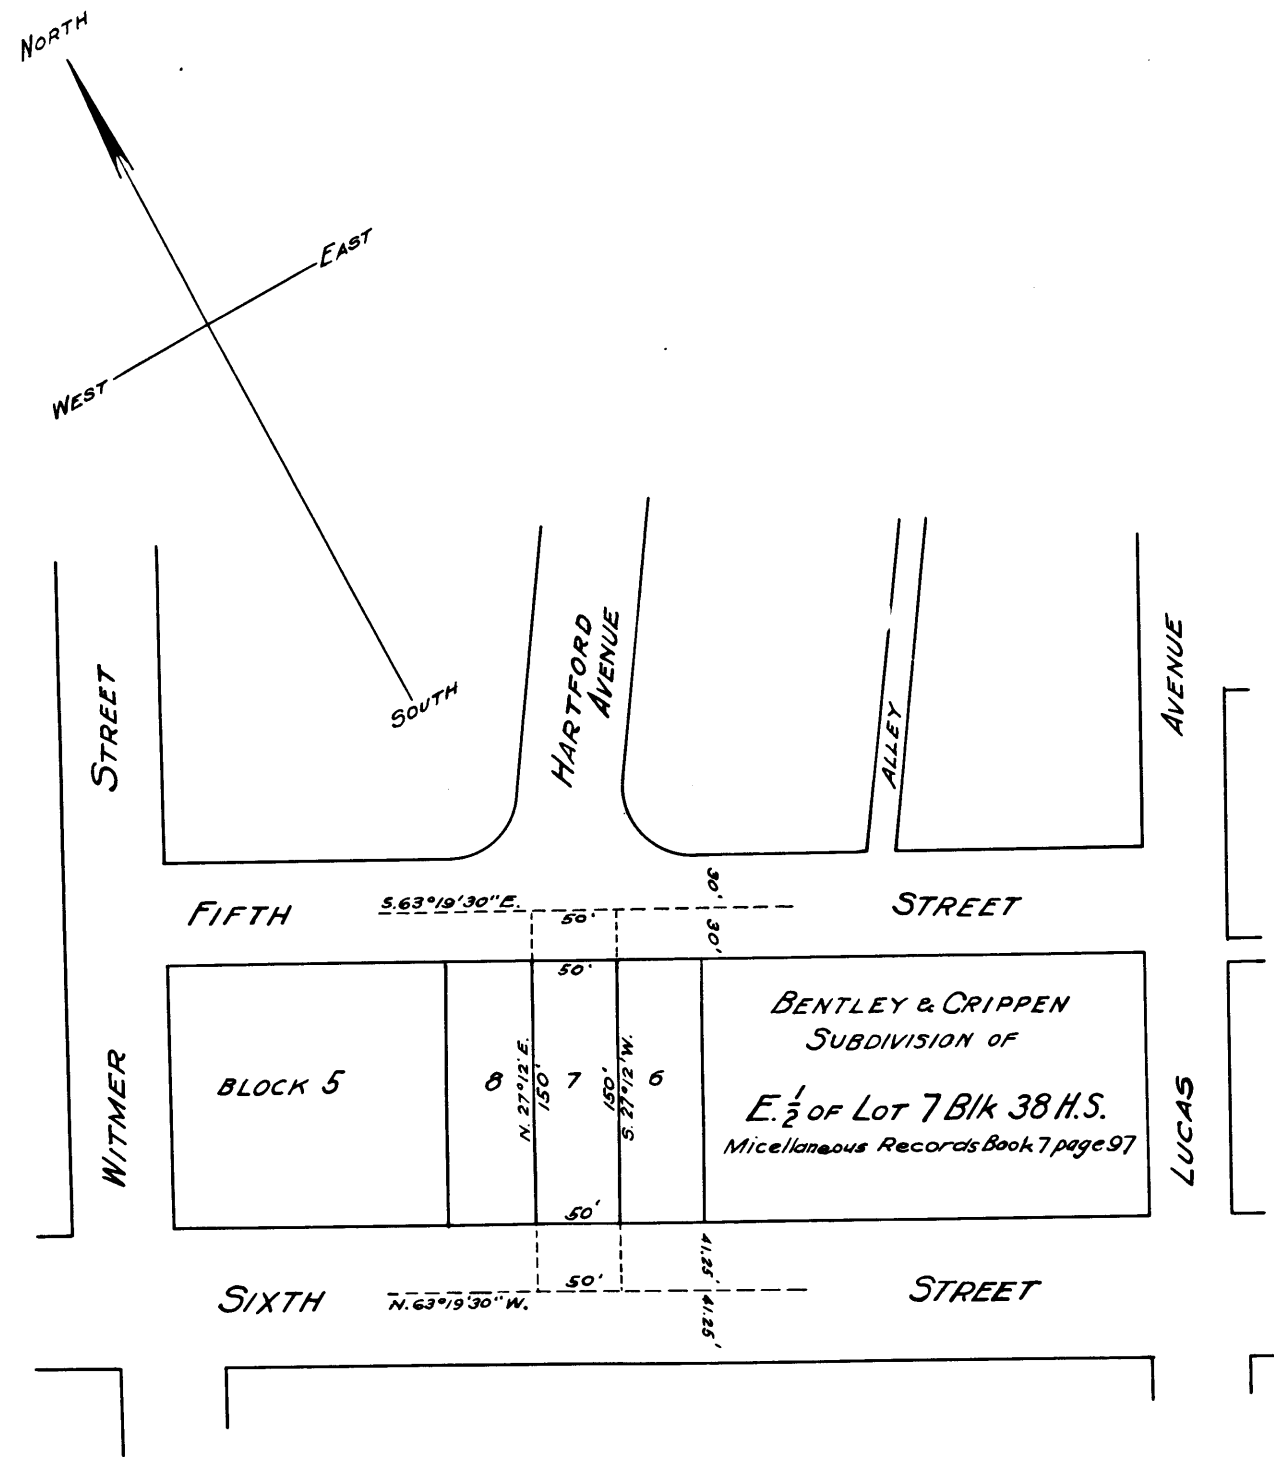 NORTH
EAST
WEST
SOUTH
HARTFORD
AVENUE
STREET
AVENUE
ALLEY
30'
S.63°19'30"E.
FIFTH
50'
30'
STREET
50'
BENTLEY & CRIPPEN
SUBDIVISION OF
BLOCK 5
8
N. 27°12' E.
150'
7
150'
S. 27°12' W.
6
E. 1/2 OF LOT 7 Blk 38 H.S.
Micellaneous Records Book 7 page 97
WITMER
LUCAS
50'
41.25'
50'
SIXTH
N. 63°19'30" W.
41.25'
STREET